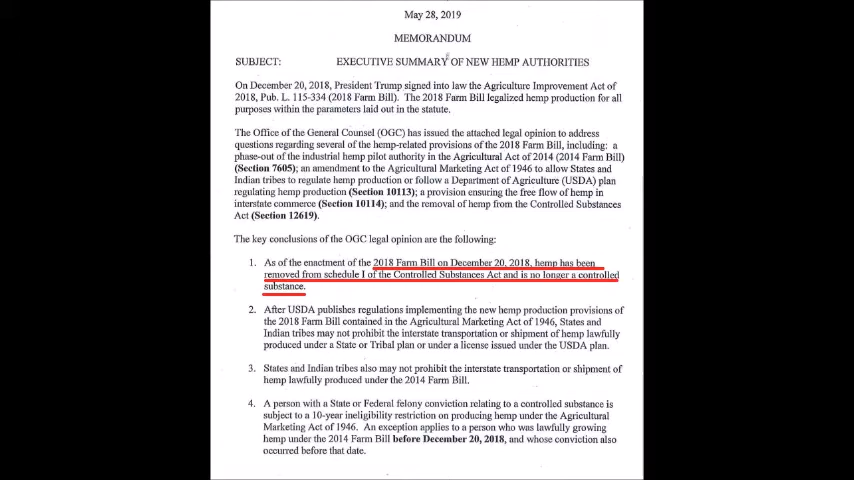 May 28, 2019
MEMORANDUM
SUBJECT: EXECUTIVE SUMMARY OF NEW HEMP AUTHORITIES
On December 20, 2018, President Trump signed into law the Agriculture Improvement Act of
2018, Pub. L. 115-334 (2018 Farm Bill). The 2018 Farm Bill legalized hemp production for all
purposes within the parameters laid out in the statute.
The Office of the General Counsel (OGC) has issued the attached legal opinion to address
questions regarding several of the hemp-related provisions of the 2018 Farm Bill, including: a
phase-out of the industrial hemp pilot authority in the Agricultural Act of 2014 (2014 Farm Bill)
(Section 7605); an amendment to the Agricultural Marketing Act of 1946 to allow States and
Indian tribes to regulate hemp production or follow a Department of Agriculture (USDA) plan
regulating hemp production (Section 10113); a provision ensuring the free flow of hemp in
interstate commerce (Section 10114); and the removal of hemp from the Controlled Substances
Act (Section 12619).
The key conclusions of the OGC legal opinion are the following:
1. As of the enactment of the 2018 Farm Bill on December 20, 2018, hemp has been
removed from schedule I of the Controlled Substances Act and is no longer a controlled
substance.
2. After USDA publishes regulations implementing the new hemp production provisions of
the 2018 Farm Bill contained in the Agricultural Marketing Act of 1946, States and
Indian tribes may not prohibit the interstate transportation or shipment of hemp lawfully
produced under a State or Tribal plan or under a license issued under the USDA plan.
3. States and Indian tribes also may not prohibit the interstate transportation or shipment of
hemp lawfully produced under the 2014 Farm Bill.
4. A person with a State or Federal felony conviction relating to a controlled substance is
subject to a 10-year ineligibility restriction on producing hemp under the Agricultural
Marketing Act of 1946. An exception applies to a person who was lawfully growing
hemp under the 2014 Farm Bill before December 20, 2018, and whose conviction also
occurred before that date.